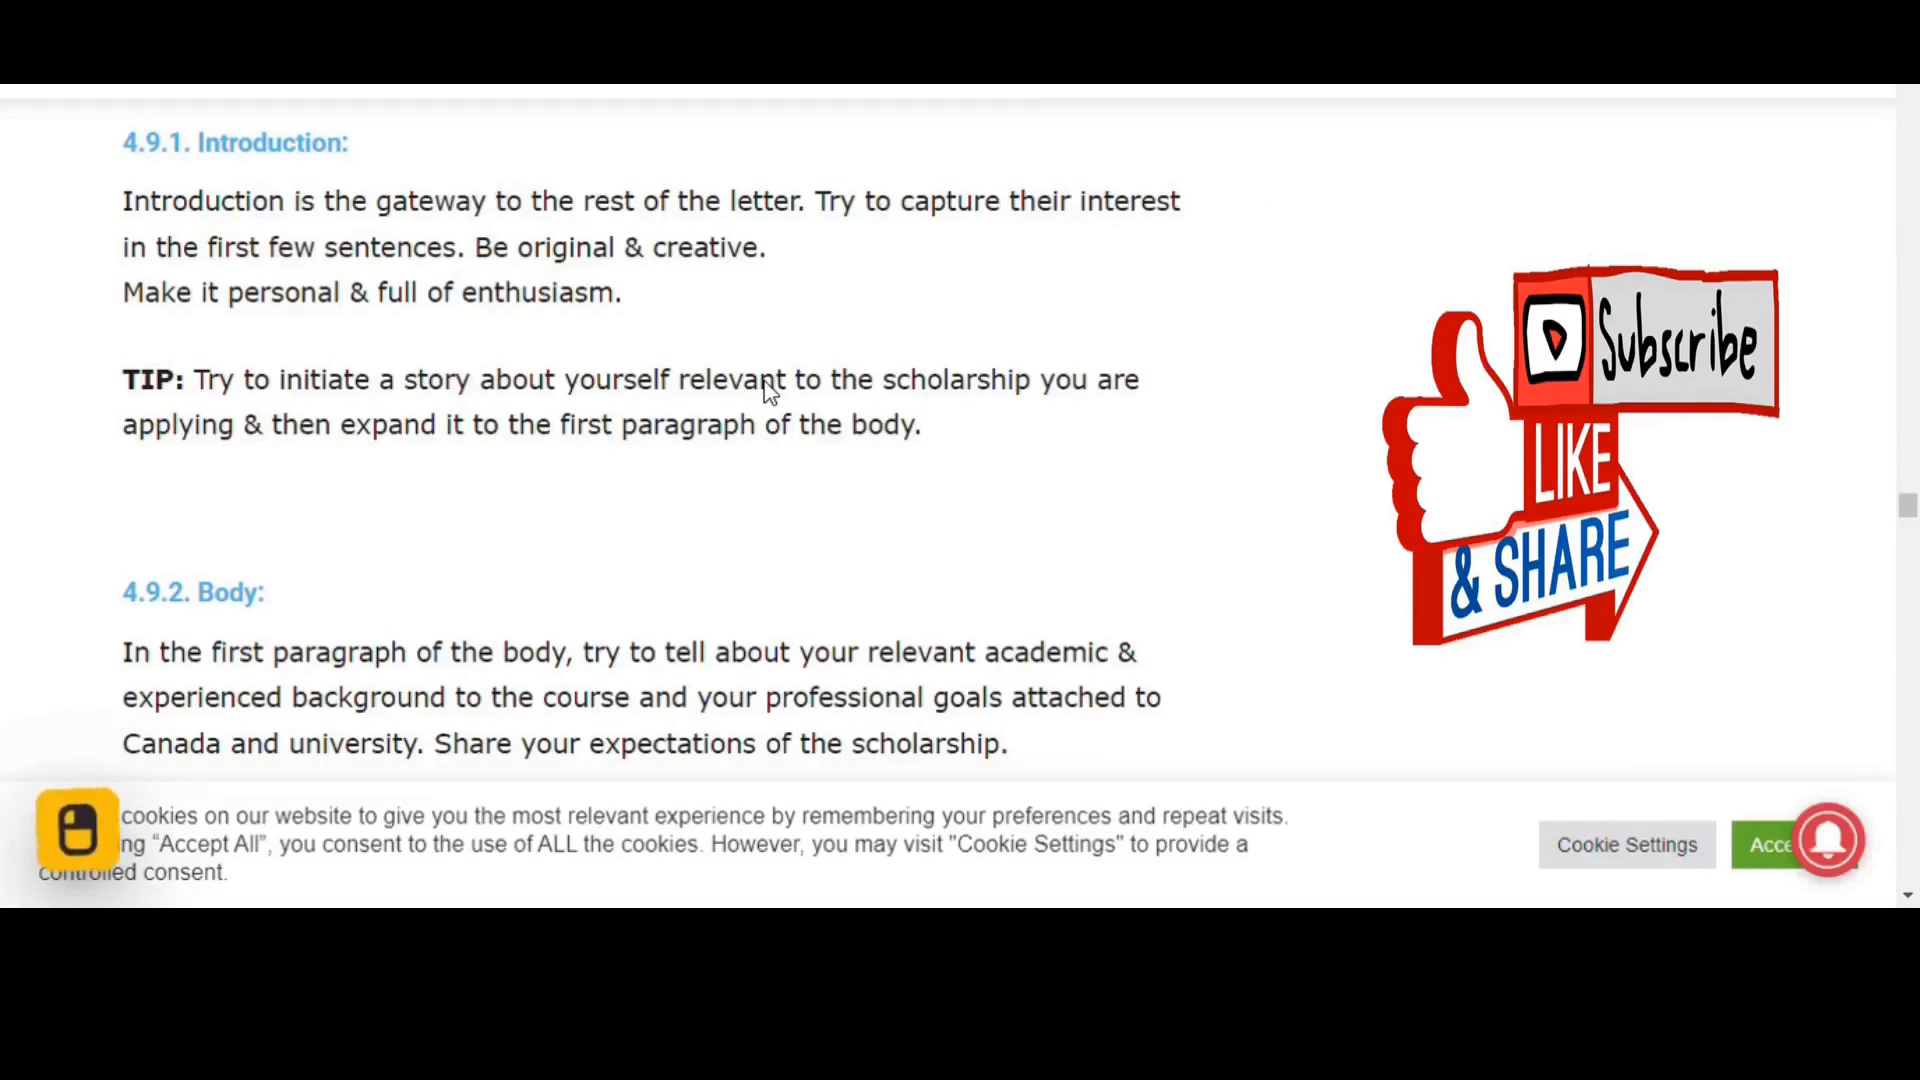 4.9.1. Introduction:
Introduction is the gateway to the rest of the letter. Try to capture their interest
in the first few sentences. Be original & creative.
Make it personal & full of enthusiasm.
TIP: Try to initiate a story about yourself relevant to the scholarship you are
applying & then expand it to the first paragraph of the body.
Subscribe
LIKE
& SHARE
4.9.2. Body:
In the first paragraph of the body, try to tell about your relevant academic &
experienced background to the course and your professional goals attached to
Canada and university. Share your expectations of the scholarship.
cookies on our website to give you the most relevant experience by remembering your preferences and repeat visits.
ng “Accept All”, you consent to the use of ALL the cookies. However, you may visit "Cookie Settings" to provide a
controlled consent.
Cookie Settings
Acce